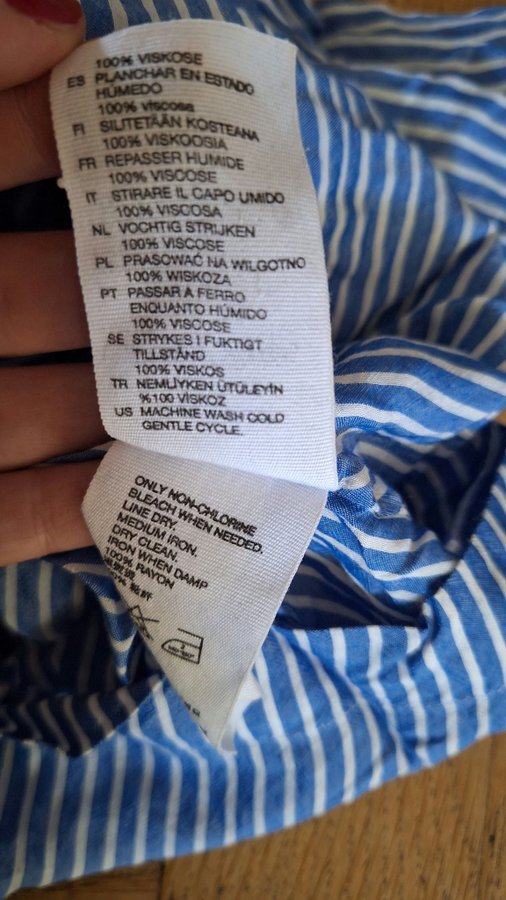 100% VISKOSE
ES PLANCHAR EN ESTADO
HÚMEDO
100% viscosa
FI SILITETÄÄN KOSTEANA
100% VISKOOSIA
FR REPASSER HUMIDE
100% VISCOSE
IT STIRARE IL CAPO UMIDO
100% VISCOSA
NL VOCHTIG STRIJKEN
100% VISCOSE
PL PRASOWAĆ NA WILGOTNO
100% WISKOZA
PT PASSAR A FERRO
ENQUANTO HÚMIDO
100% VISCOSE
SE STRYKES I FUKTIGT
TILLSTÅND
100% VISKOS
TR NEMLIYKEN ÜTÜLEYİN
%100 VİSKOZ
US MACHINE WASH COLD
GENTLE CYCLE.
ONLY NON-CHLORINE
BLEACH WHEN NEEDED.
LINE DRY.
MEDIUM IRON.
DRY CLEAN.
IRON WHEN DAMP
100% RAYON